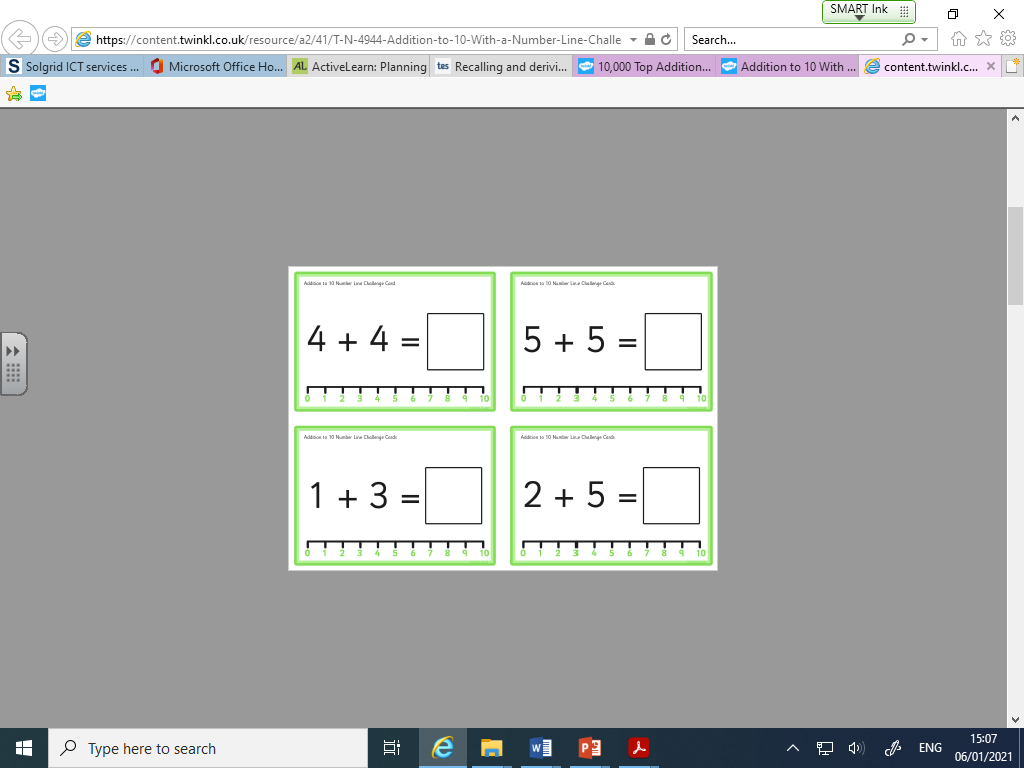 SMART Ink
https://content.twinkl.co.uk/resource/a2/41/T-N-4944-Addition-to-10-With-a-Number-Line-Challe
Search...
Solgrid ICT services ...
Microsoft Office Ho...
ActiveLearn: Planning
Recalling and derivi...
10,000 Top Addition...
Addition to 10 With ...
content.twinkl.c...
Addition to 10 Number Line Challenge Card
4 + 4 =
0 1 2 3 4 5 6 7 8 9 10
Addition to 10 Number Line Challenge Cards
5 + 5 =
0 1 2 3 4 5 6 7 8 9 10
Addition to 10 Number Line Challenge Cards
1 + 3 =
0 1 2 3 4 5 6 7 8 9 10
Addition to 10 Number Line Challenge Cards
2 + 5 =
0 1 2 3 4 5 6 7 8 9 10
Type here to search
ENG
15:07
06/01/2021